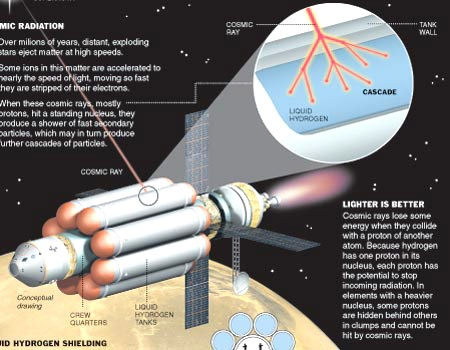 MIC RADIATION
Over milions of years, distant, exploding
stars eject matter at high speeds.
Some ions in this matter are accelerated to
nearly the speed of light, moving so fast
they are stripped of their electrons.
When these cosmic rays, mostly
protons, hit a standing nucleus, they
produce a shower of fast secondary
particles, which may in turn produce
further cascades of particles.
COSMIC
RAY
TANK
WALL
CASCADE
LIQUID
HYDROGEN
COSMIC RAY
LIGHTER IS BETTER
Cosmic rays lose some
energy when they collide
with a proton of another
atom. Because hydrogen
has one proton in its
nucleus, each proton has
the potential to stop
incoming radiation. In
elements with a heavier
nucleus, some protons
are hidden behind others
in clumps and cannot be
hit by cosmic rays.
Conceptual
drawing
CREW
QUARTERS
LIQUID
HYDROGEN
TANKS
UID HYDROGEN SHIELDING